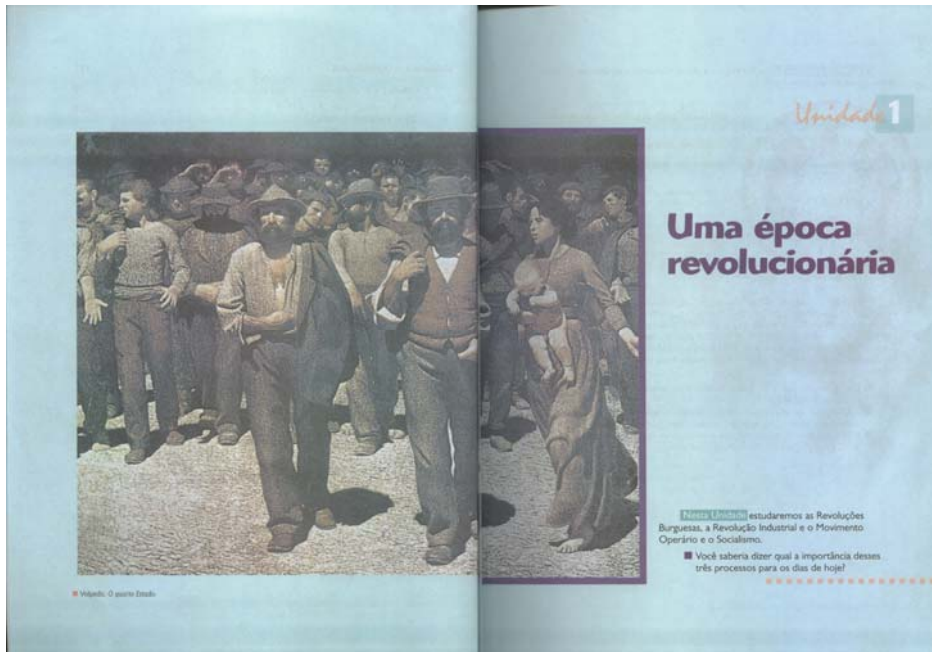 Volpedo. O quarto Estado
Unidade 1
Uma época
revolucionária
Nesta Unidade estudaremos as Revoluções
Burguesas, a Revolução Industrial e o Movimento
Operário e o Socialismo.
Você saberia dizer qual a importância desses
três processos para os dias de hoje?